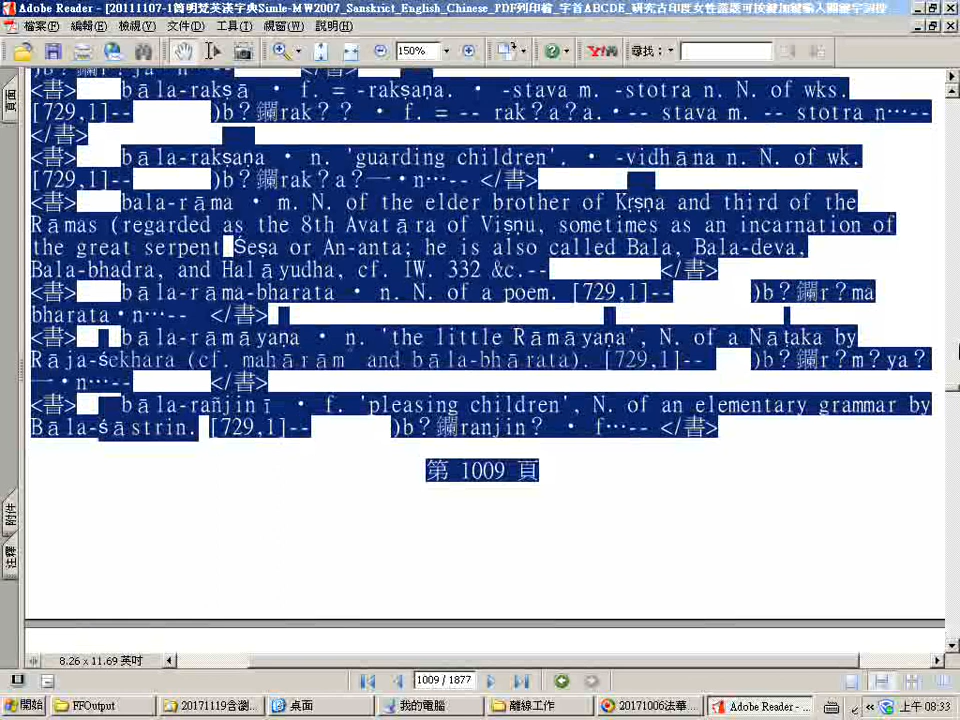 Adobe Reader - [20111107-1簡明梵英漢字典Simle-MW2007_Sanskrict_English_Chinese_PDF列印檔_字首ABCDE_研究古印度女性議題可按快鍵輸入關鍵字詞搜
檔案(F) 編輯(E) 檢視(V) 文件(D) 工具(T) 視窗(W) 說明(H)
150% 尋找：
頁面
<書> bāla-rakṣā ‧ f. = -rakṣaṇa. ‧ -stava m. -stotra n. N. of wks.
[729,1]-- )b?鑭rak?? ‧ f. = -- rak?a?a.‧-- stava m. -- stotra n…--
</書>
<書> bāla-rakṣaṇa ‧ n. 'guarding children'. ‧ -vidhāna n. N. of wk.
[729,1]-- )b?鑭rak?a?一‧n…-- </書>
<書> bala-rāma ‧ m. N. of the elder brother of Kṛṣṇa and third of the
Rāmas (regarded as the 8th Avatāra of Viṣṇu, sometimes as an incarnation of
the great serpent Śeṣa or An-anta; he is also called Bala, Bala-deva,
Bala-bhadra, and Halāyudha, cf. IW. 332 &c.-- </書>
<書> bāla-rāma-bharata ‧ n. N. of a poem. [729,1]-- )b?鑭r?ma
bharata‧n…-- </書>
<書> bāla-rāmāyaṇa ‧ n. 'the little Rāmāyaṇa', N. of a Nāṭaka by
Rāja-śekhara (cf. mahārām° and bāla-bhārata). [729,1]-- )b?鑭r?m?ya?
一‧n…-- </書>
<書> bāla-rañjinī ‧ f. 'pleasing children', N. of an elementary grammar by
Bāla-śāstrin. [729,1]-- )b?鑭ranjin? ‧ f…-- </書>
第 1009 頁
附件
注釋
8.26 x 11.69 英吋
1009 / 1877
開始 FFOutput 20171119含瀏... 桌面 我的電腦 離線工作 20171006法華... Adobe Reader - [... 上午 08:33